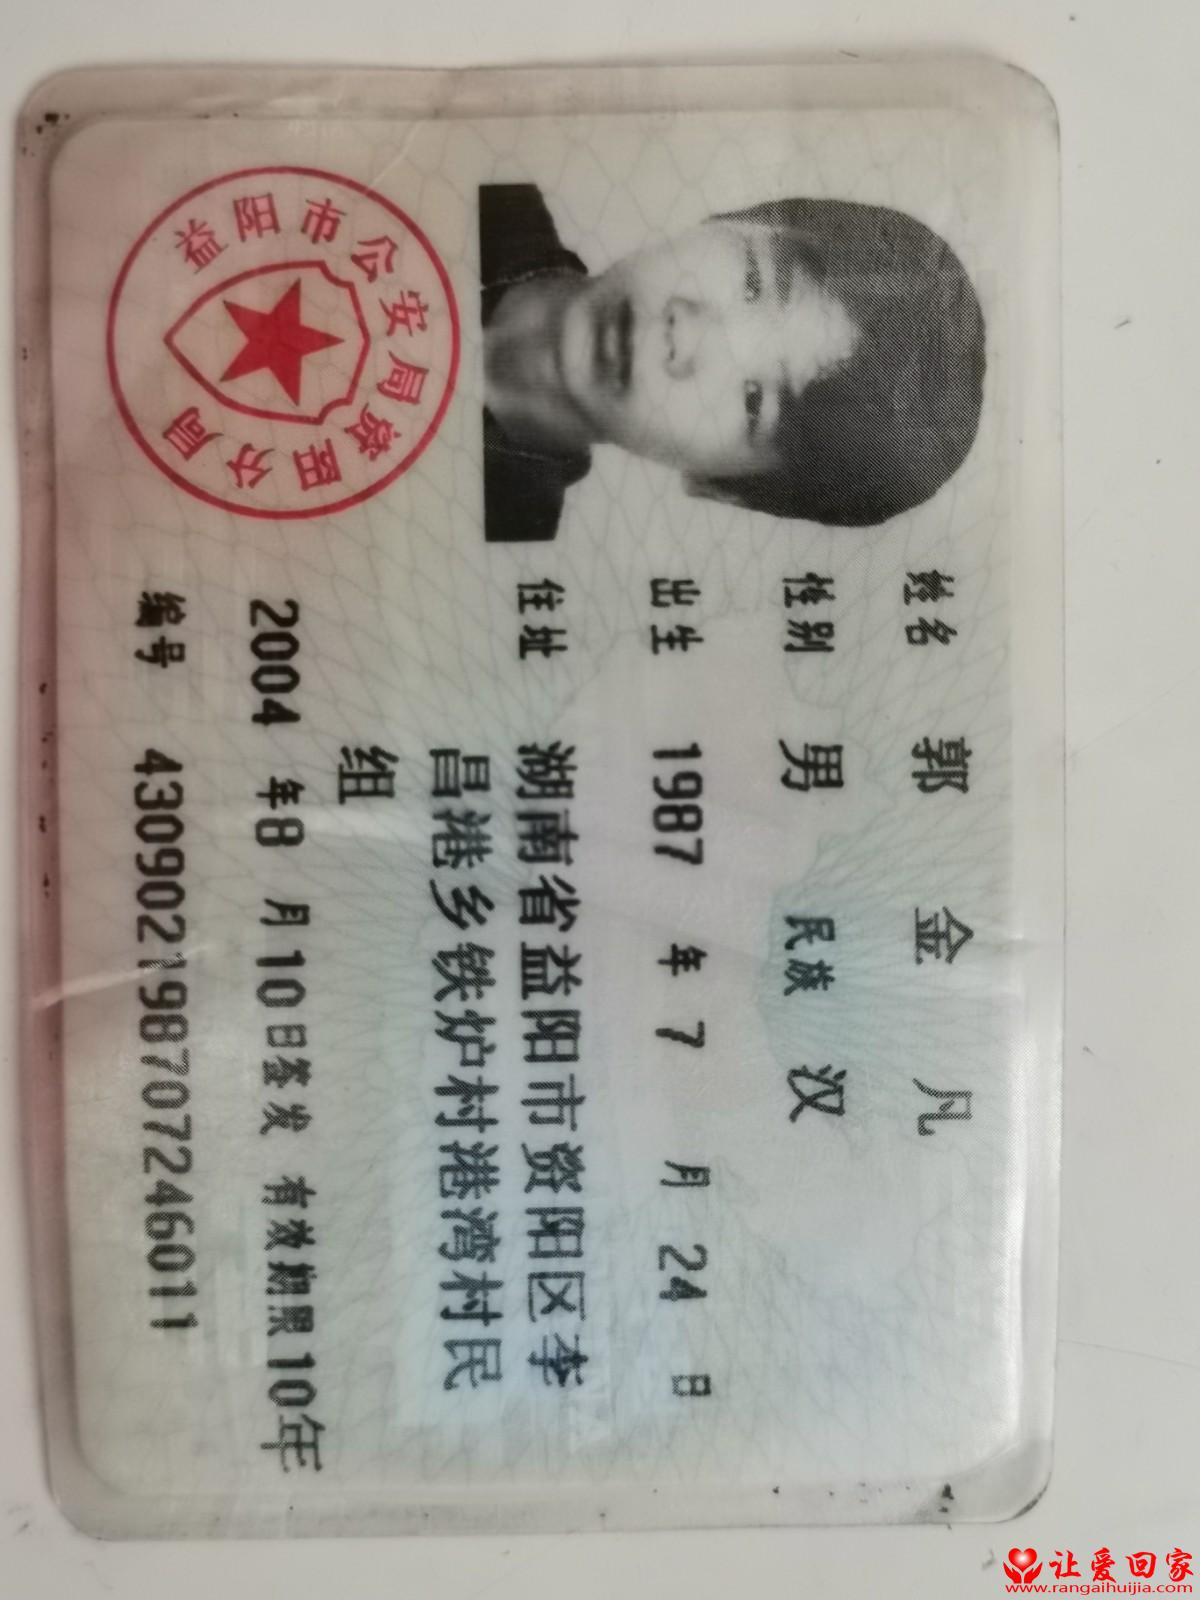 姓名 郭金凡
性别 男 民族 汉
出生 1987 年 7 月 24 日
住址 湖南省益阳市资阳区李
昌港乡铁炉村港湾村民
组
2004 年 8 月 10 日签发 有效期限 10年
编号 430902198707246011
益阳市公安局资阳分局
让爱回家
www.rangaihuijia.com